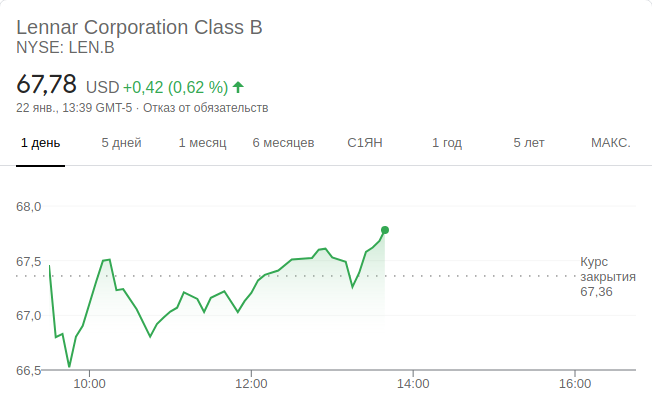 Lennar Corporation Class B
NYSE: LEN.B
67,78 USD +0,42 (0,62 %)
22 янв., 13:39 GMT-5 · Отказ от обязательств
1 день 5 дней 1 месяц 6 месяцев С1ЯН 1 год 5 лет МАКС.
68,0
67,5
67,0
66,5
Курс
закрытия
67,36
10:00 12:00 14:00 16:00